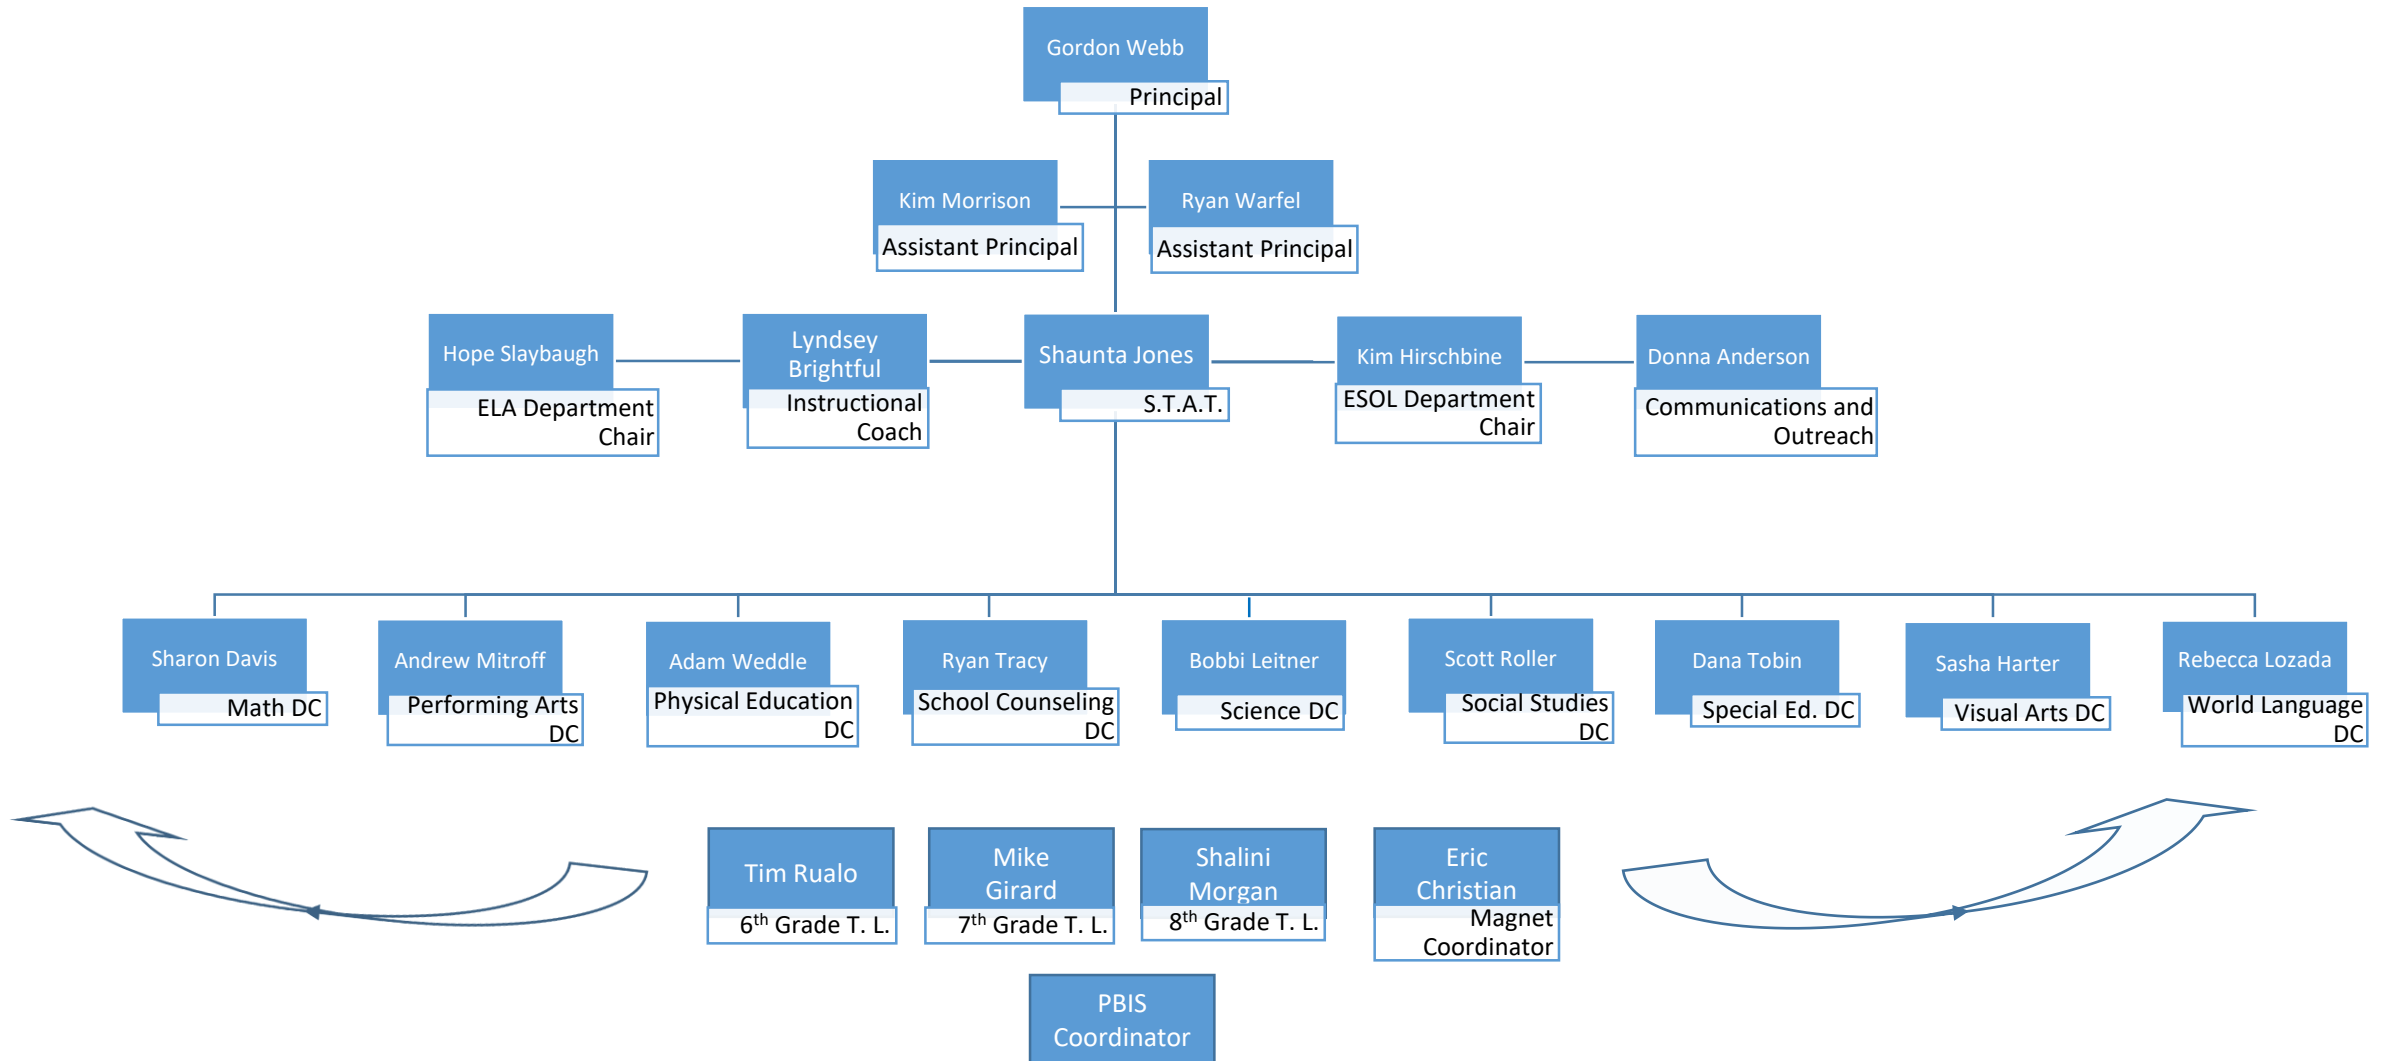 Gordon Webb
Principal
Kim Morrison
Assistant Principal
Ryan Warfel
Assistant Principal
Hope Slaybaugh
ELA Department
Chair
Lyndsey
Brightful
Instructional
Coach
Shaunta Jones
S.T.A.T.
Kim Hirschbine
ESOL Department
Chair
Donna Anderson
Communications and
Outreach
Sharon Davis
Math DC
Andrew Mitroff
Performing Arts
DC
Adam Weddle
Physical Education
DC
Ryan Tracy
School Counseling
DC
Bobbi Leitner
Science DC
Scott Roller
Social Studies
DC
Dana Tobin
Special Ed. DC
Sasha Harter
Visual Arts DC
Rebecca Lozada
World Language
DC
Tim Rualo
6th Grade T. L.
Mike
Girard
7th Grade T. L.
Shalini
Morgan
8th Grade T. L.
Eric
Christian
Magnet
Coordinator
PBIS
Coordinator